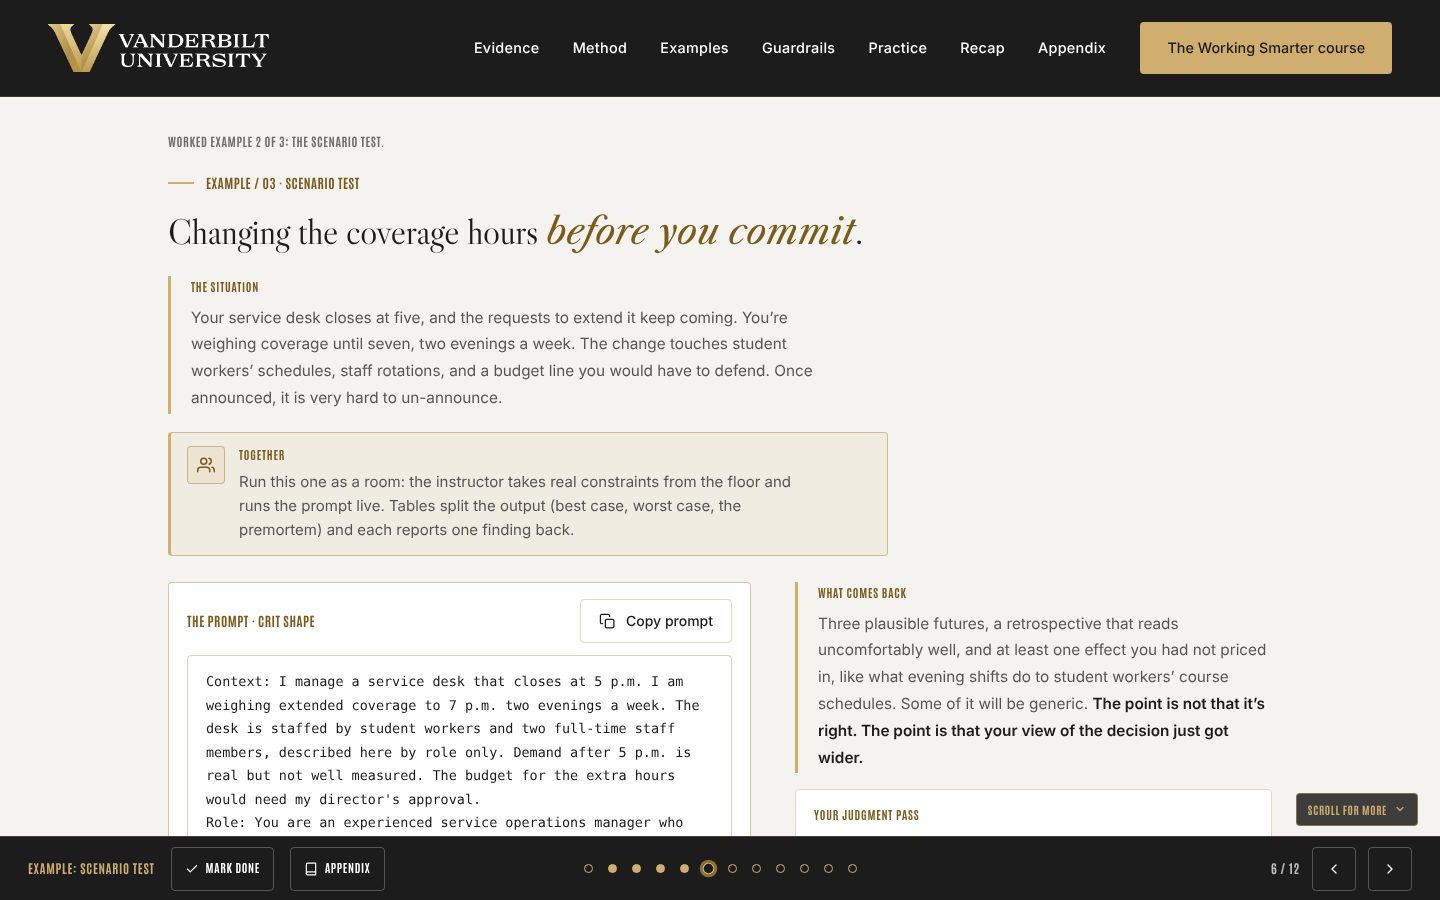 VANDERBILT
UNIVERSITY
Evidence
Method
Examples
Guardrails
Practice
Recap
Appendix
The Working Smarter course
WORKED EXAMPLE 2 OF 3: THE SCENARIO TEST.
EXAMPLE / 03 · SCENARIO TEST
Changing the coverage hours before you commit.
THE SITUATION
Your service desk closes at five, and the requests to extend it keep coming. You’re
weighing coverage until seven, two evenings a week. The change touches student
workers’ schedules, staff rotations, and a budget line you would have to defend. Once
announced, it is very hard to un-announce.
TOGETHER
Run this one as a room: the instructor takes real constraints from the floor and
runs the prompt live. Tables split the output (best case, worst case, the
premortem) and each reports one finding back.
THE PROMPT · CRIT SHAPE
Copy prompt
Context: I manage a service desk that closes at 5 p.m. I am
weighing extended coverage to 7 p.m. two evenings a week. The
desk is staffed by student workers and two full-time staff
members, described here by role only. Demand after 5 p.m. is
real but not well measured. The budget for the extra hours
would need my director's approval.
Role: You are an experienced service operations manager who
WHAT COMES BACK
Three plausible futures, a retrospective that reads
uncomfortably well, and at least one effect you had not priced
in, like what evening shifts do to student workers’ course
schedules. Some of it will be generic. The point is not that it’s
right. The point is that your view of the decision just got
wider.
YOUR JUDGMENT PASS
SCROLL FOR MORE
EXAMPLE: SCENARIO TEST
MARK DONE
APPENDIX
6 / 12